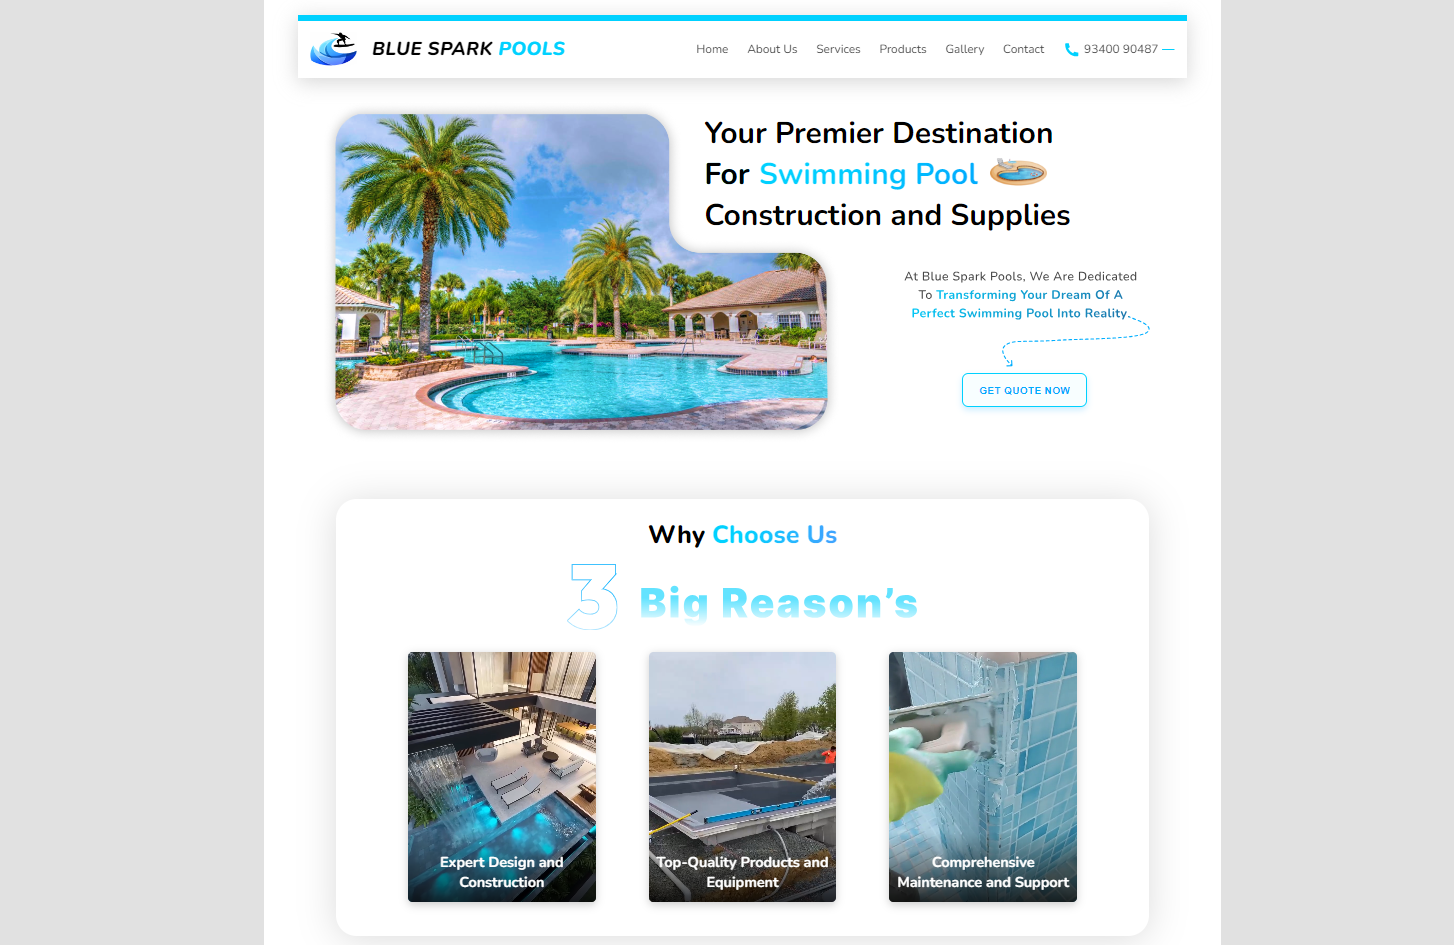 BLUE SPARK POOLS
Home About Us Services Products Gallery Contact 93400 90487 —
Your Premier Destination
For Swimming Pool
Construction and Supplies
At Blue Spark Pools, We Are Dedicated
To Transforming Your Dream Of A
Perfect Swimming Pool Into Reality.
GET QUOTE NOW
Why Choose Us
3 Big Reason’s
Expert Design and
Construction
Top-Quality Products and
Equipment
Comprehensive
Maintenance and Support